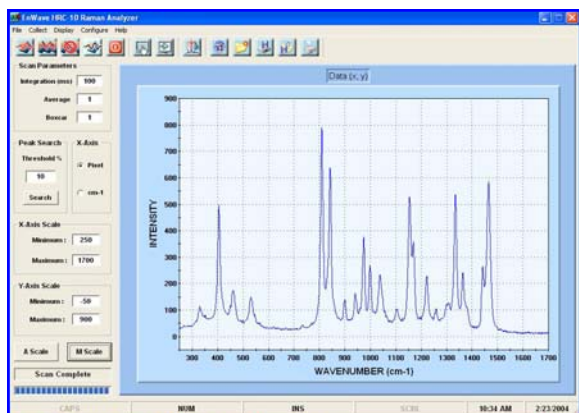 EnWave HRC-10 Raman Analyzer
File Collect Display Configure Help
Scan Parameters
Integration (ms) 100
Average 1
Boxcar 1
Peak Search
Threshold %
10
Search
X-Axis
Pixel
cm-1
X-Axis Scale
Minimum : 250
Maximum : 1700
Y-Axis Scale
Minimum : -50
Maximum : 900
A Scale M Scale
Scan Complete
Data (x, y)
INTENSITY
900
800
700
600
500
400
300
200
100
0
300 400 500 600 700 800 900 1000 1100 1200 1300 1400 1500 1600 1700
WAVENUMBER (cm-1)
CAPS NUM INS SCRL 10:34 AM 2/23/2004